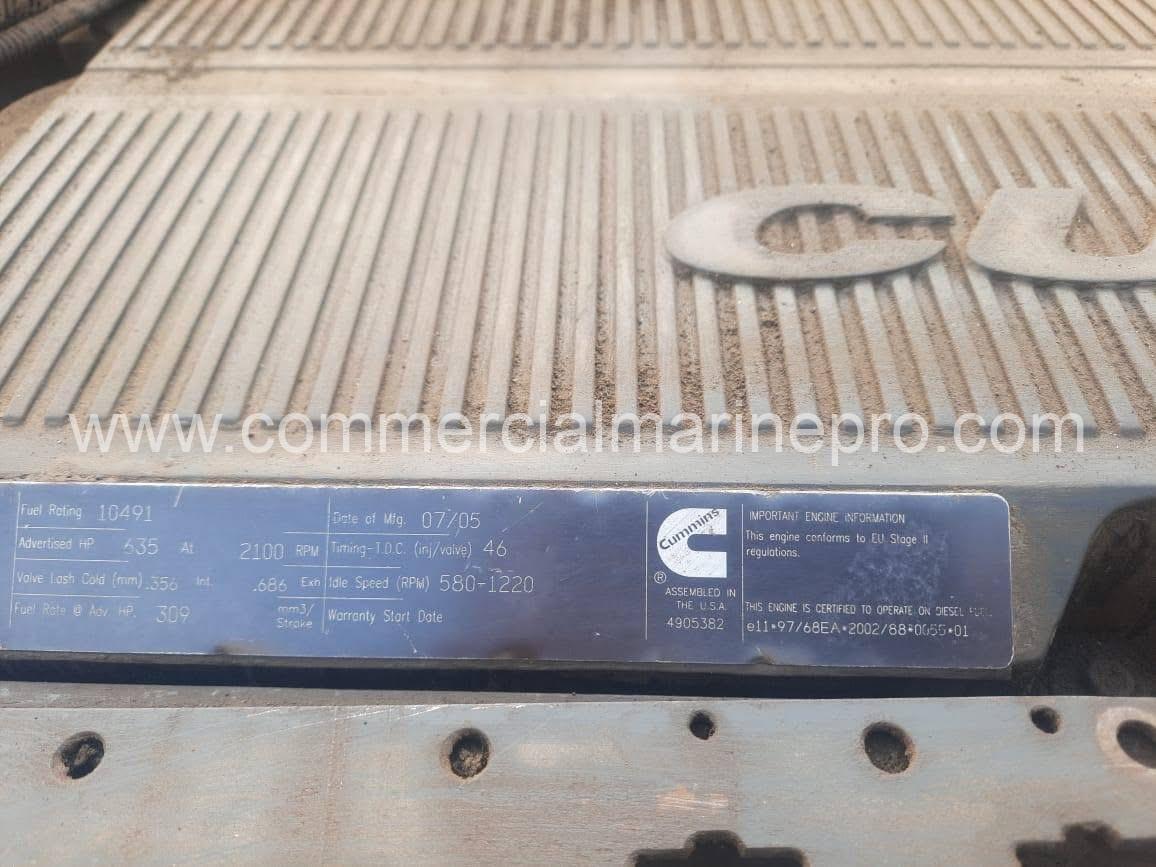 CU
www.commercialmarinepro.com
Fuel Rating 10491
Advertised HP. 635 At 2100 RPM
Valve Lash Cold (mm) .356 Int. .686 Exh
Fuel Rate @ Adv. HP. 309 mm3/
Stroke
Date of Mfg. 07/05
Timing-T.D.C. (inj/valve) 46
Idle Speed (RPM) 580-1220
Warranty Start Date
Cummins
®
ASSEMBLED IN
THE U.S.A.
4905382
IMPORTANT ENGINE INFORMATION
This engine conforms to EU Stage II
regulations.
THIS ENGINE IS CERTIFIED TO OPERATE ON DIESEL FUEL.
e11*97/68EA*2002/88*0055*01